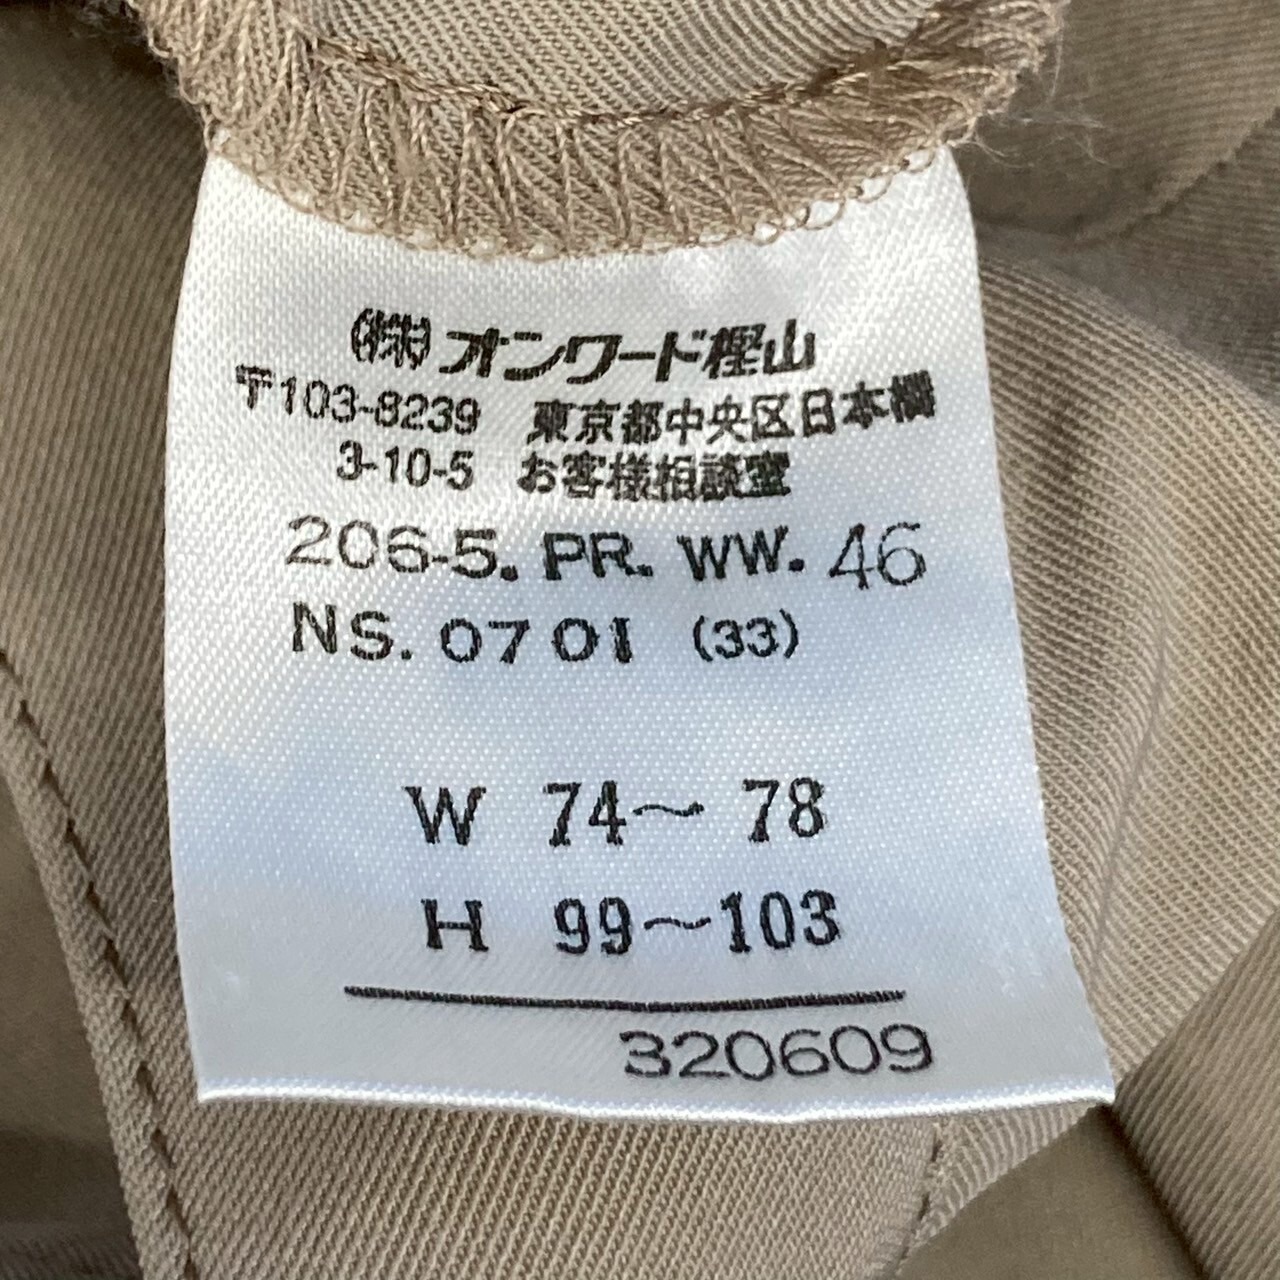 ㈱オンワード樫山
〒103-8239 東京都中央区日本橋
3-10-5 お客様相談室
206-5. PR. WW. 46
NS. 0701 (33)
W 74〜78
H 99〜103
320609